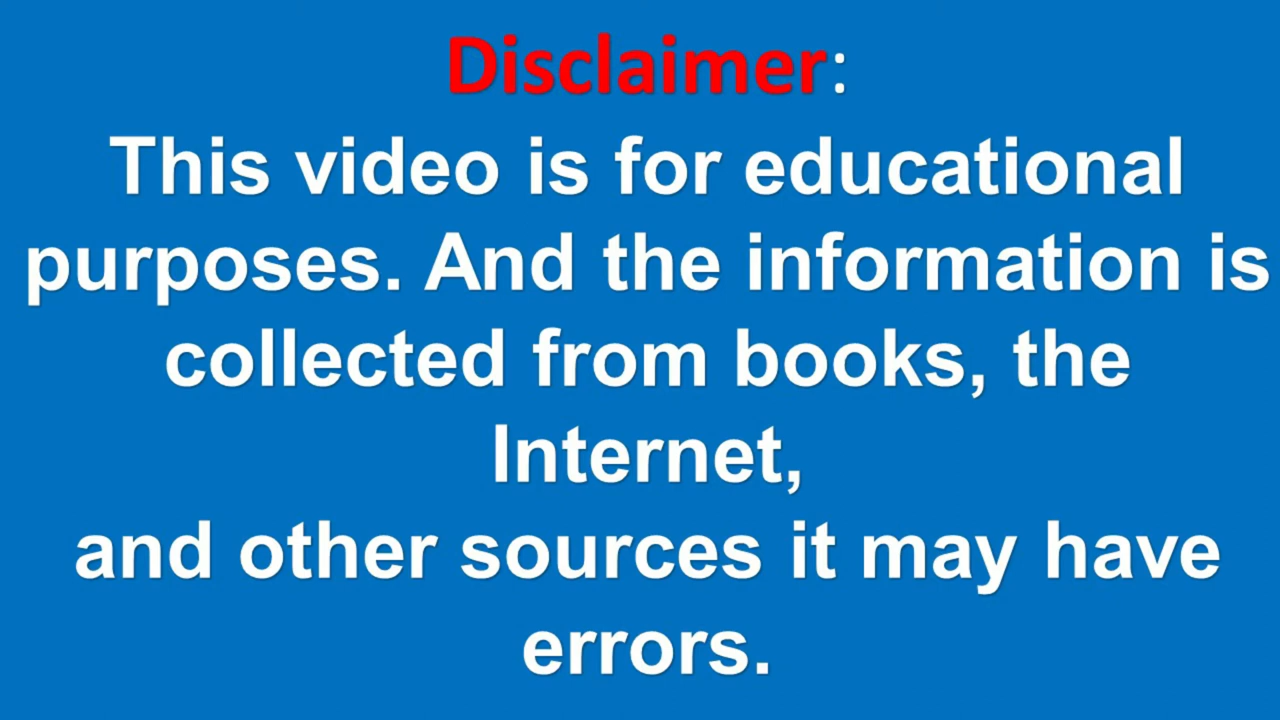 Disclaimer:
This video is for educational
purposes. And the information is
collected from books, the
Internet,
and other sources it may have
errors.